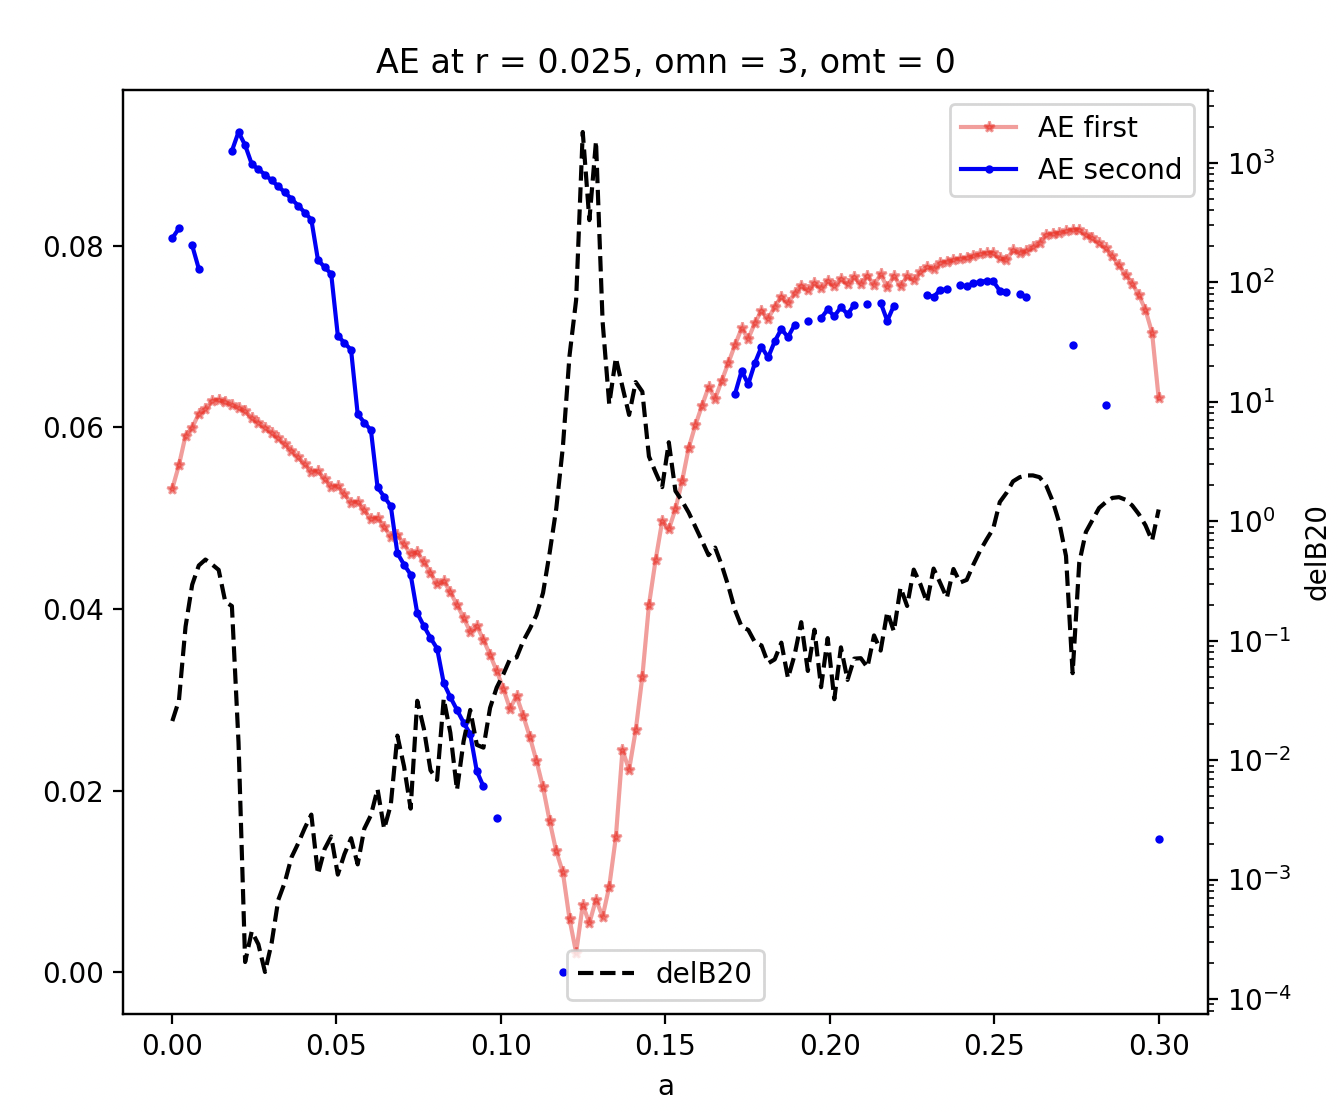 AE at r = 0.025, omn = 3, omt = 0
AE first
AE second
delB20
0.08
0.06
0.04
0.02
0.00
10³
10²
10¹
10⁰
10⁻¹
10⁻²
10⁻³
10⁻⁴
delB20
0.00 0.05 0.10 0.15 0.20 0.25 0.30
a